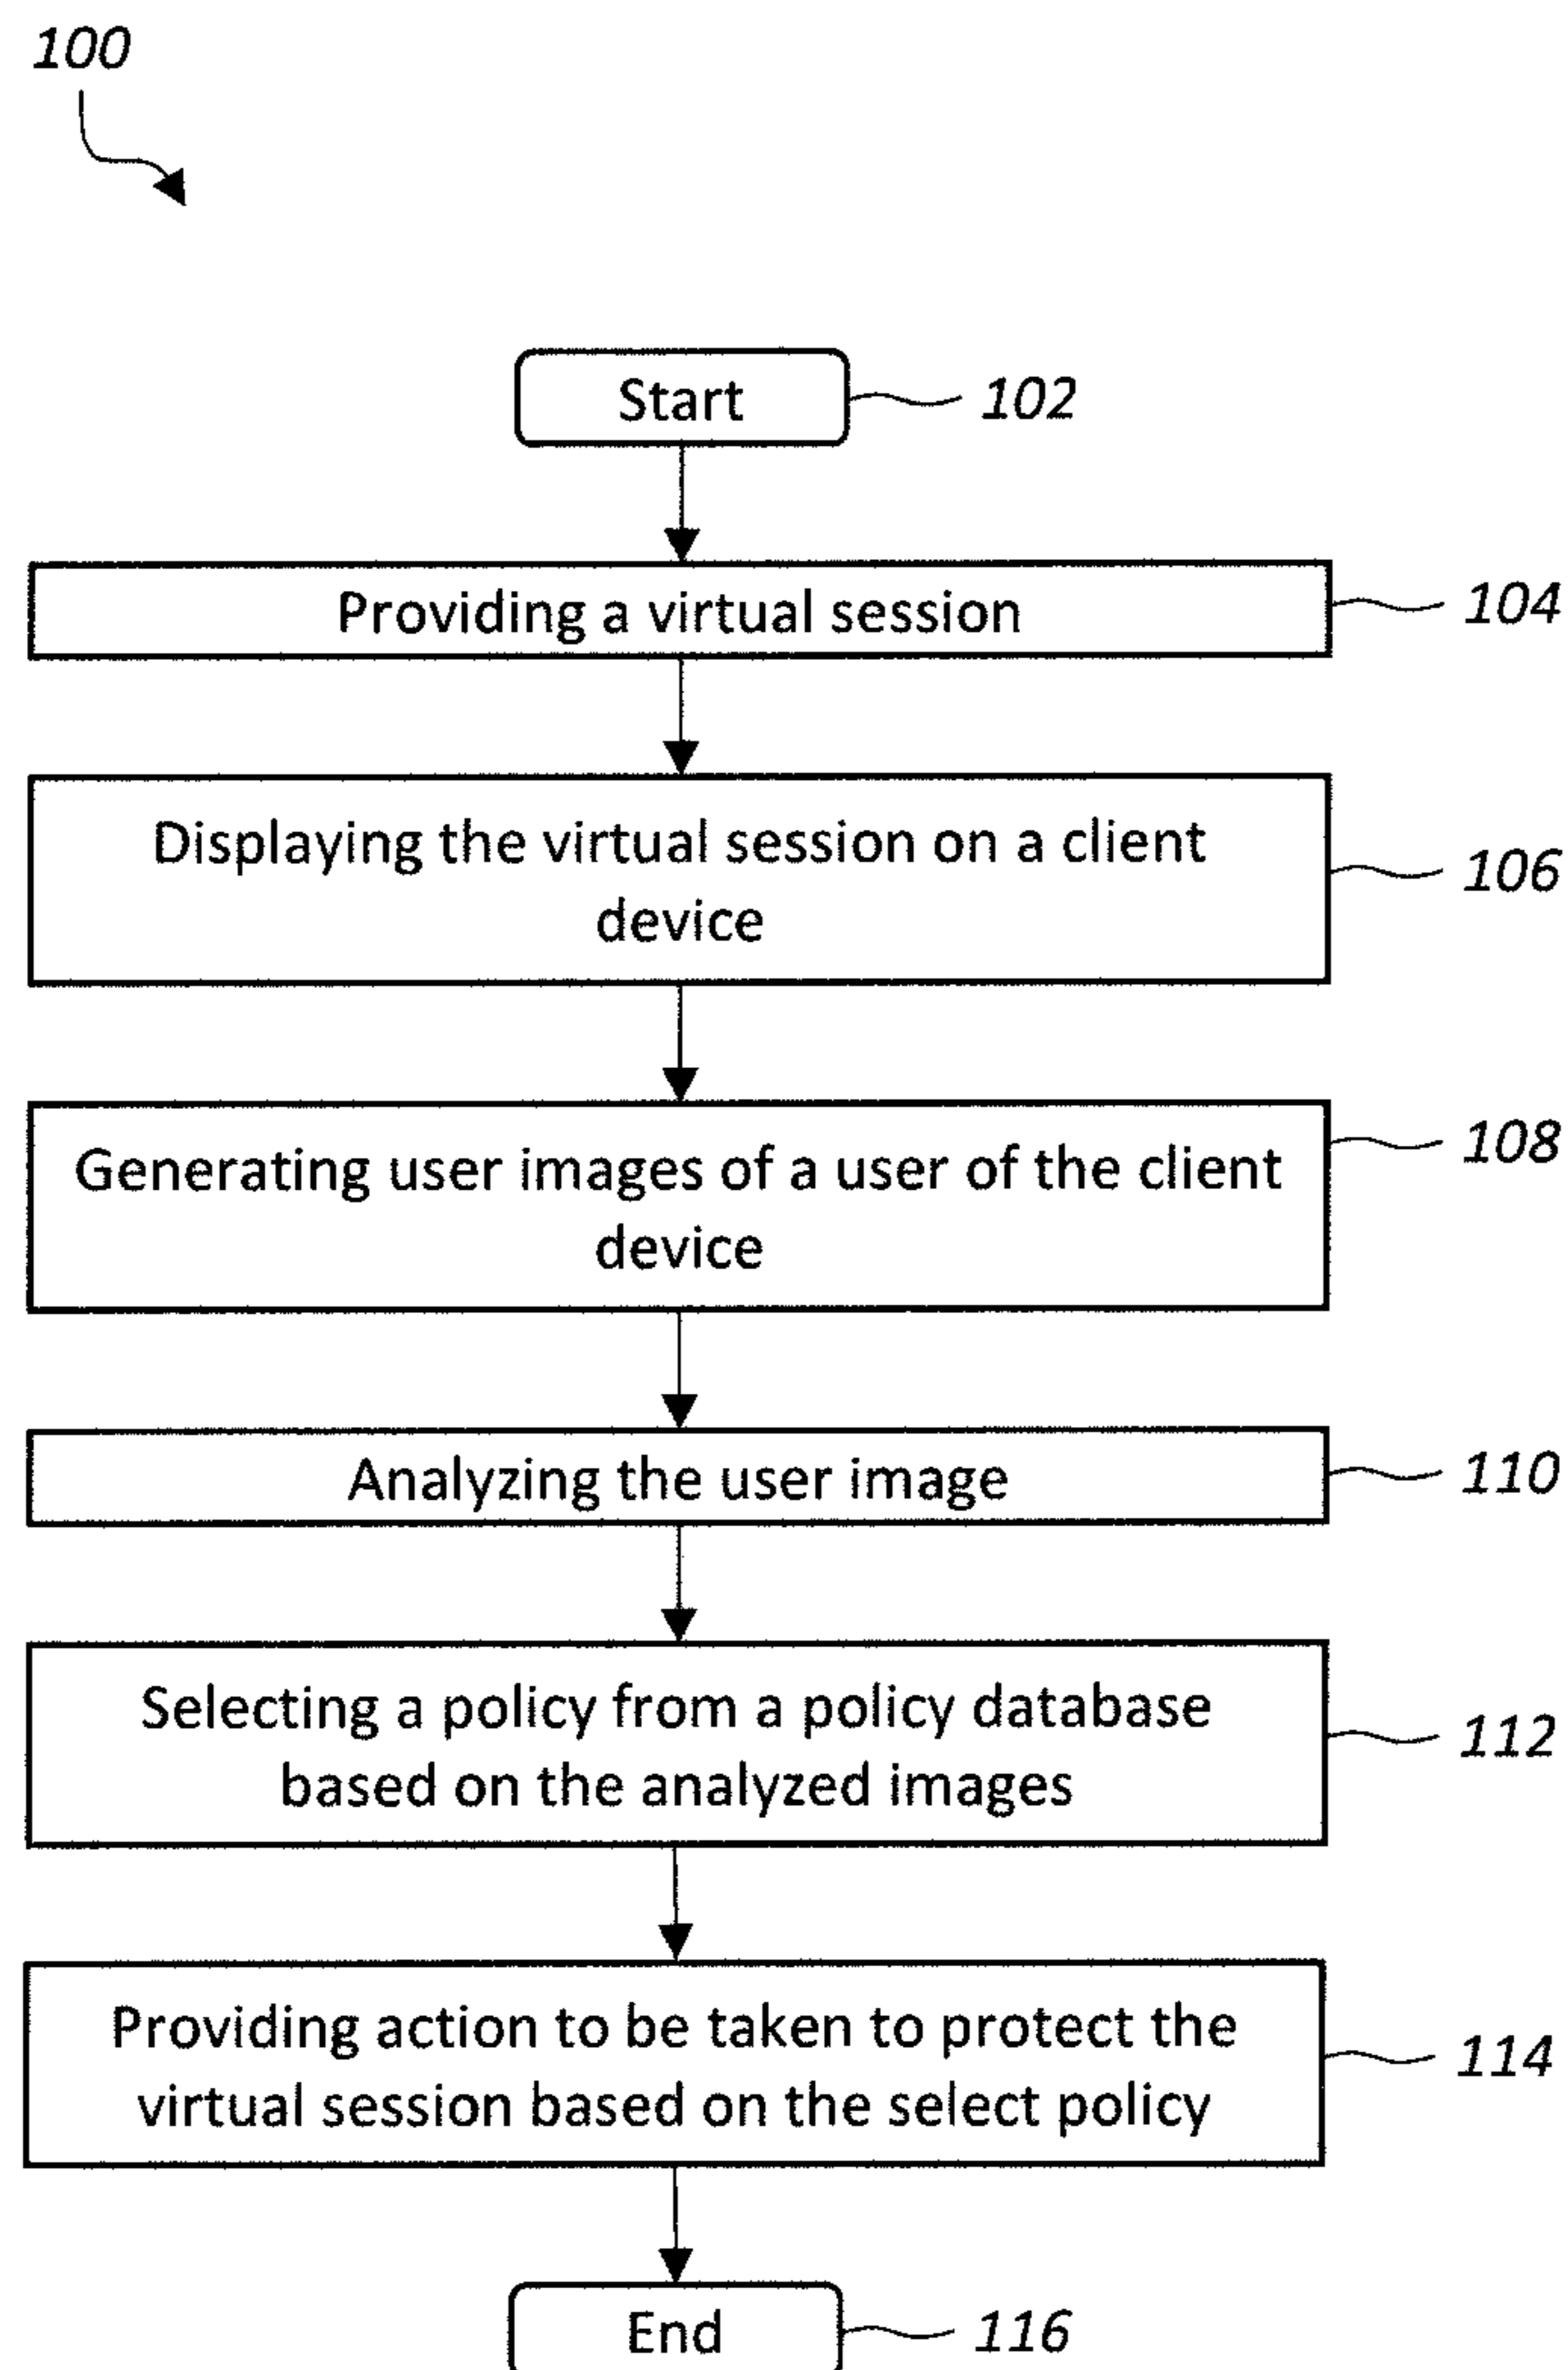 100
Start
102
Providing a virtual session
104
Displaying the virtual session on a client
device
106
Generating user images of a user of the client
device
108
Analyzing the user image
110
Selecting a policy from a policy database
based on the analyzed images
112
Providing action to be taken to protect the
virtual session based on the select policy
114
End
116